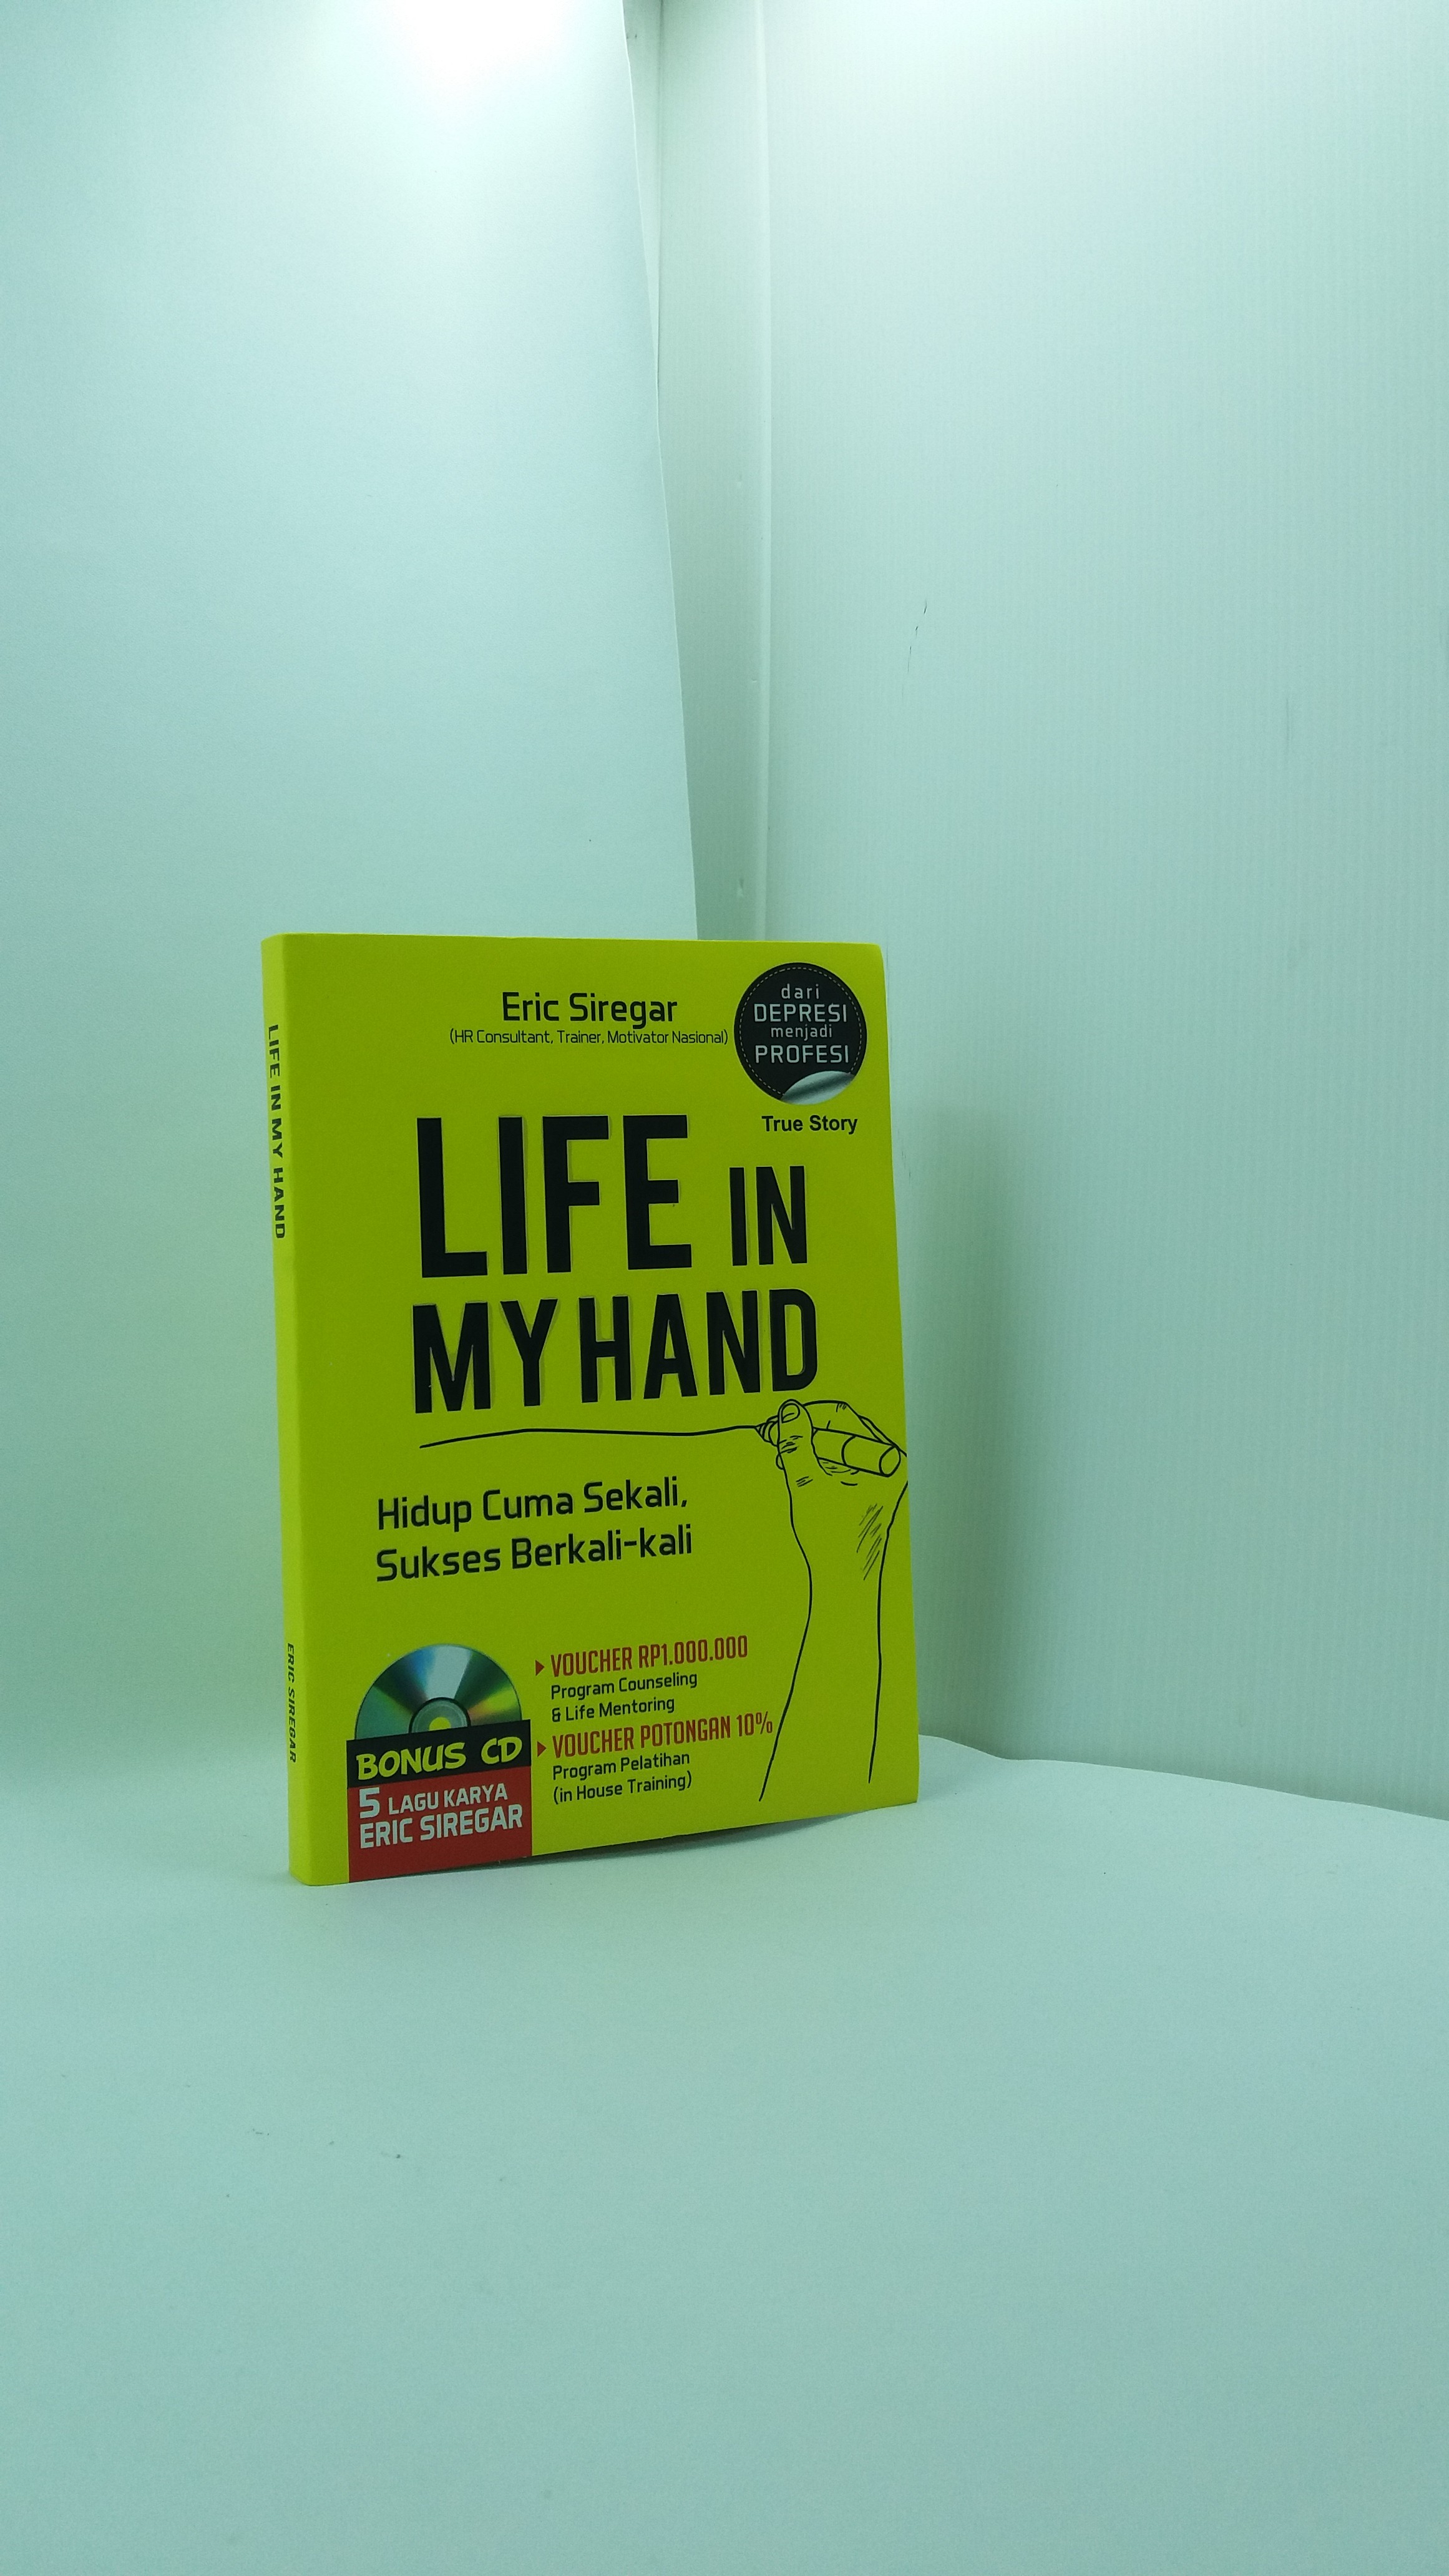 Eric Siregar
(HR Consultant, Trainer, Motivator Nasional)
dari
DEPRESI
menjadi
PROFESI
True Story
LIFE IN
MY HAND
Hidup Cuma Sekali,
Sukses Berkali-kali
VOUCHER RP1.000.000
Program Counseling
& Life Mentoring
VOUCHER POTONGAN 10%
Program Pelatihan
(in House Training)
BONUS CD
5 LAGU KARYA
ERIC SIREGAR
LIFE IN MY HAND
ERIC SIREGAR